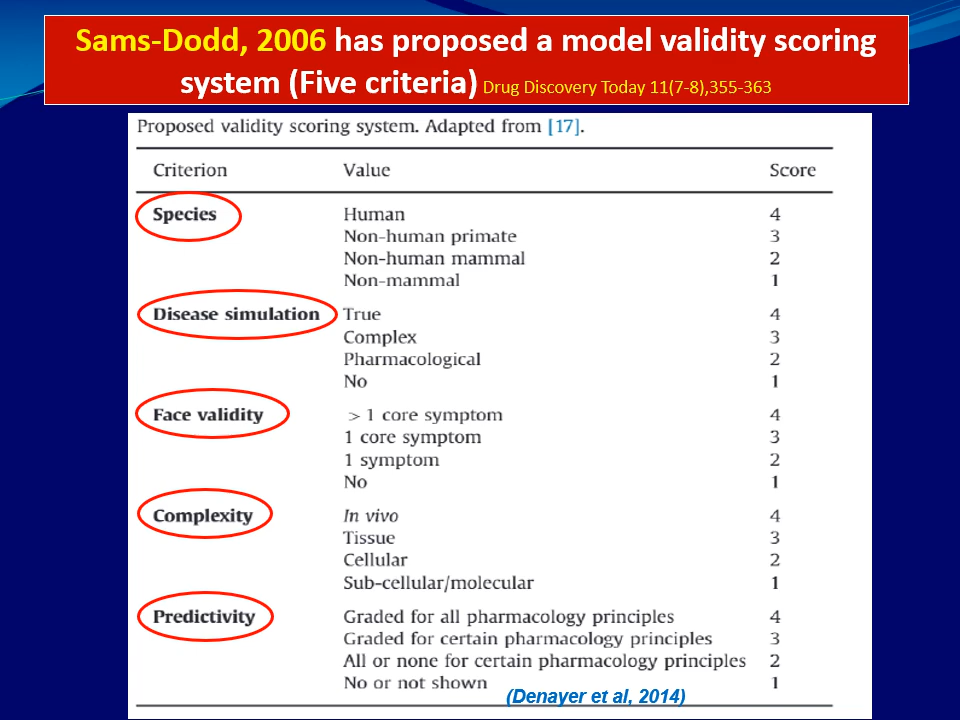 Sams-Dodd, 2006 has proposed a model validity scoring
system (Five criteria) Drug Discovery Today 11(7-8),355-363
Proposed validity scoring system. Adapted from [17].
Criterion Value Score
Species Human 4
Non-human primate 3
Non-human mammal 2
Non-mammal 1
Disease simulation True 4
Complex 3
Pharmacological 2
No 1
Face validity > 1 core symptom 4
1 core symptom 3
1 symptom 2
No 1
Complexity In vivo 4
Tissue 3
Cellular 2
Sub-cellular/molecular 1
Predictivity Graded for all pharmacology principles 4
Graded for certain pharmacology principles 3
All or none for certain pharmacology principles 2
No or not shown 1
(Denayer et al, 2014)